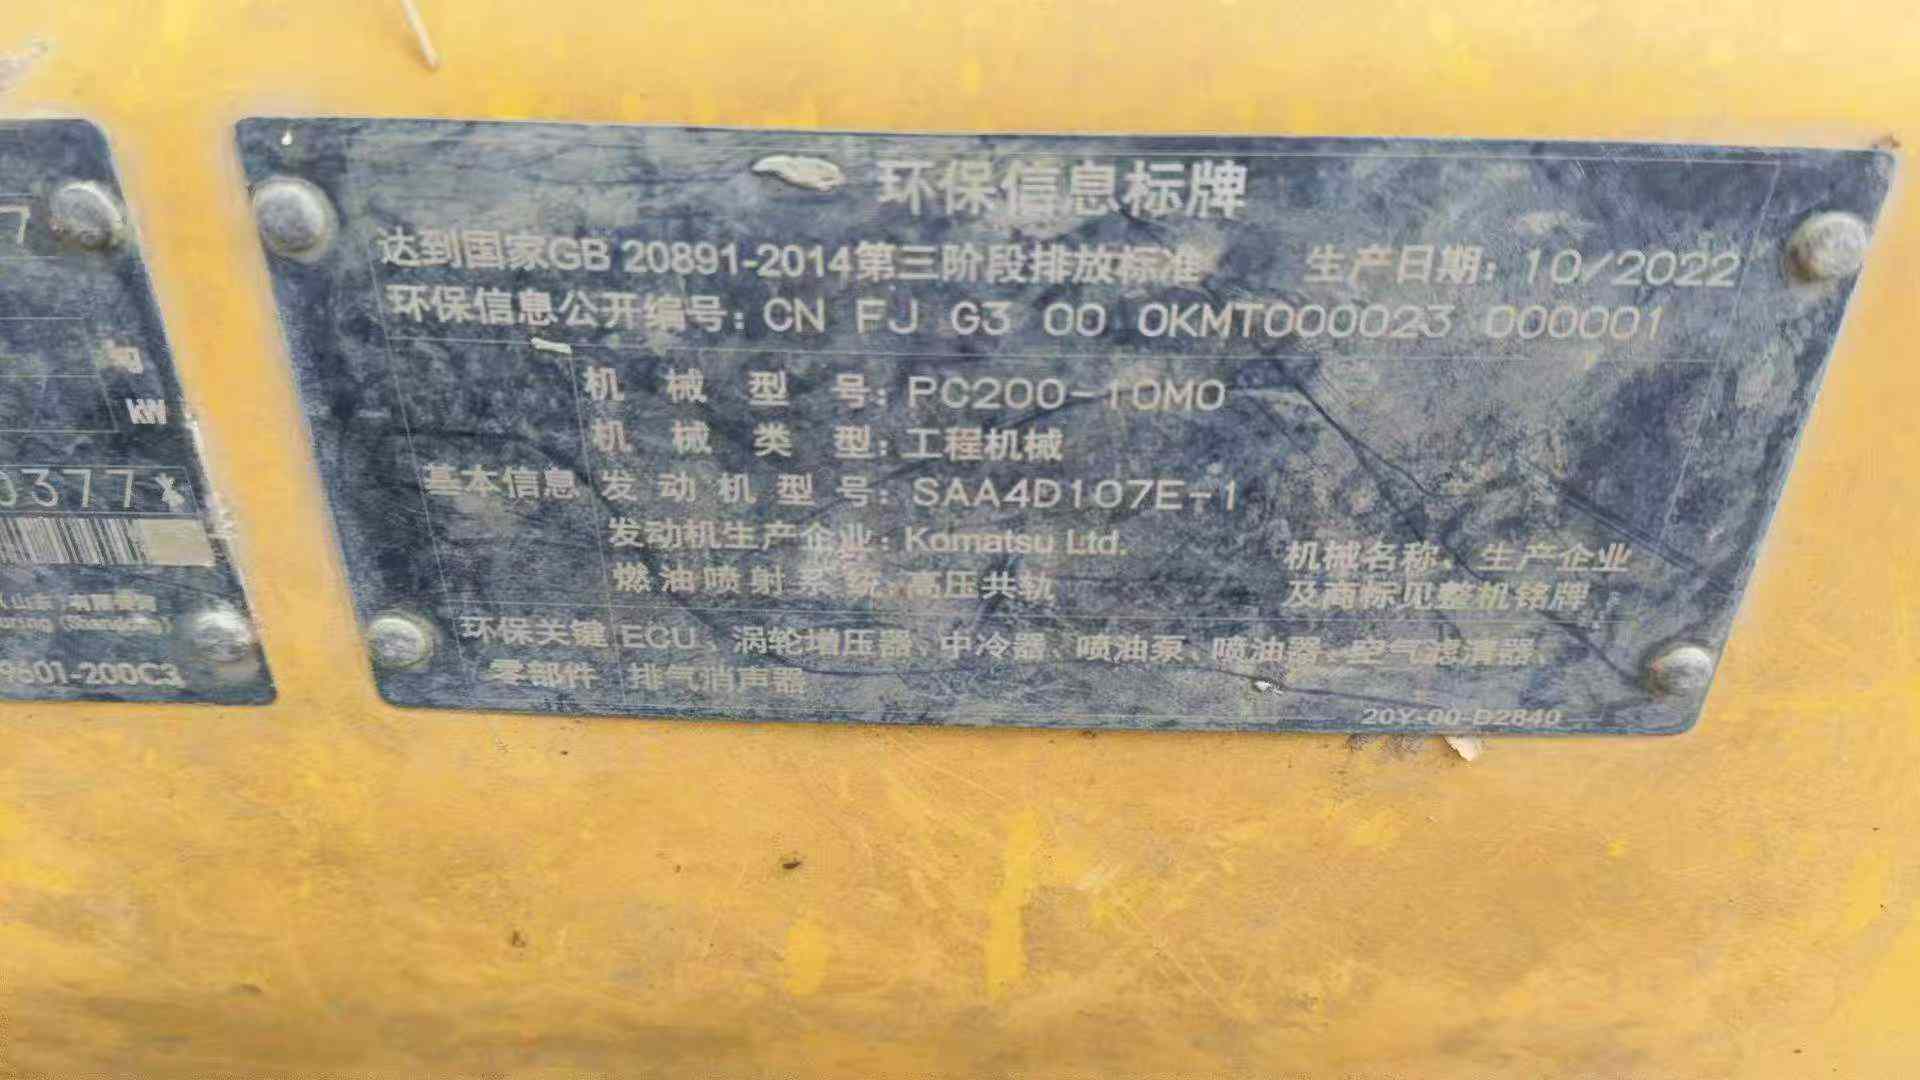 7
kW
0377*
uring (Shandong)
9601-200C3
环保信息标牌
达到国家GB 20891-2014第三阶段排放标准 生产日期: 10/2022
环保信息公开编号: CN FJ G3 00 0KMT000023 000001
机械型号: PC200-10M0
机械类型: 工程机械
基本信息 发动机型号: SAA4D107E-1
发动机生产企业: Komatsu Ltd.
燃油喷射系统: 高压共轨
机械名称、生产企业
及商标见整机铭牌
环保关键 ECU、涡轮增压器、中冷器、喷油泵、喷油器、空气滤清器、
零部件 排气消声器
20Y-00-D2840